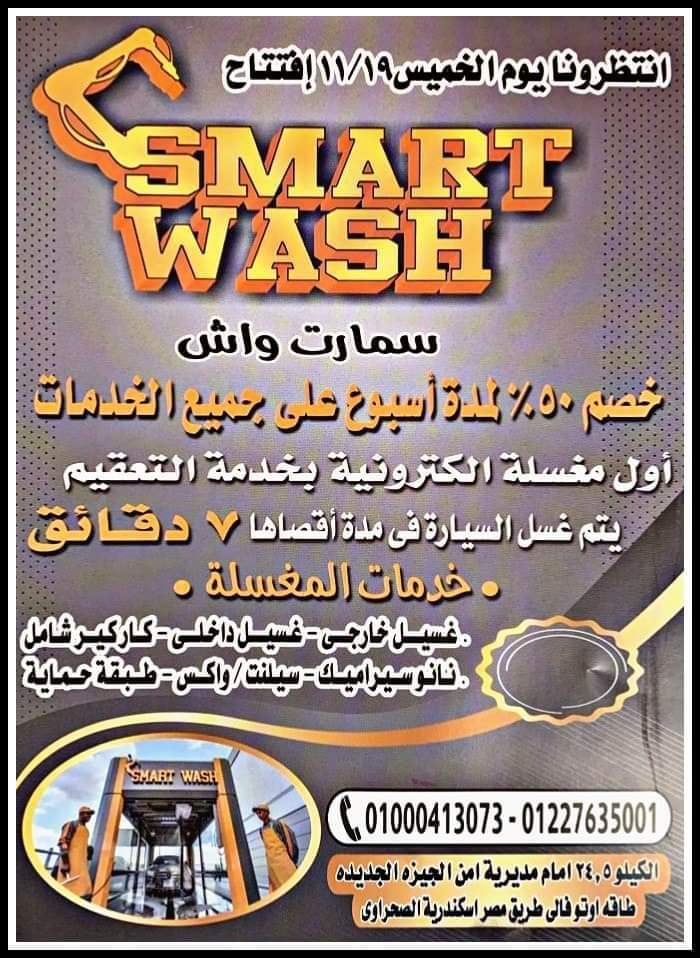 انتظرونا يوم الخميس ١١/١٩ إفتتاح
SMART
WASH
سمارت واش
خصم ٥٠٪ لمدة أسبوع على جميع الخدمات
أول مغسلة الكترونية بخدمة التعقيم
يتم غسل السيارة فى مدة أقصاها ٧ دقائق
• خدمات المغسلة •
. غسيل خارجى - غسيل داخلى - كاركير شامل
. نانو سيراميك - سيلنت / واكس - طبقة حماية
SMART WASH
01000413073 - 01227635001
الكيلو ٢٤,٥ امام مديرية امن الجيزه الجديده
طاقه اوتو فالى طريق مصر اسكندرية الصحراوى